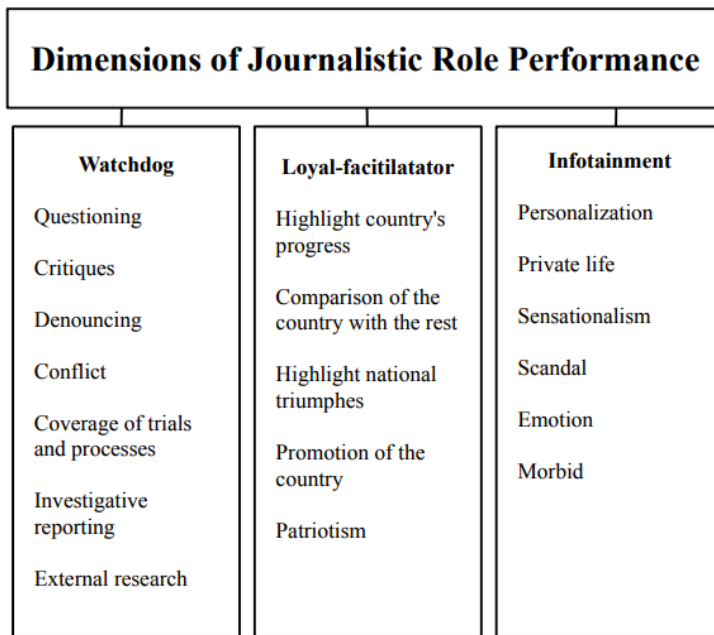 Dimensions of Journalistic Role Performance
Watchdog
Questioning
Critiques
Denouncing
Conflict
Coverage of trials
and processes
Investigative
reporting
External research
Loyal-facitilatator
Highlight country's
progress
Comparison of the
country with the rest
Highlight national
triumphes
Promotion of the
country
Patriotism
Infotainment
Personalization
Private life
Sensationalism
Scandal
Emotion
Morbid